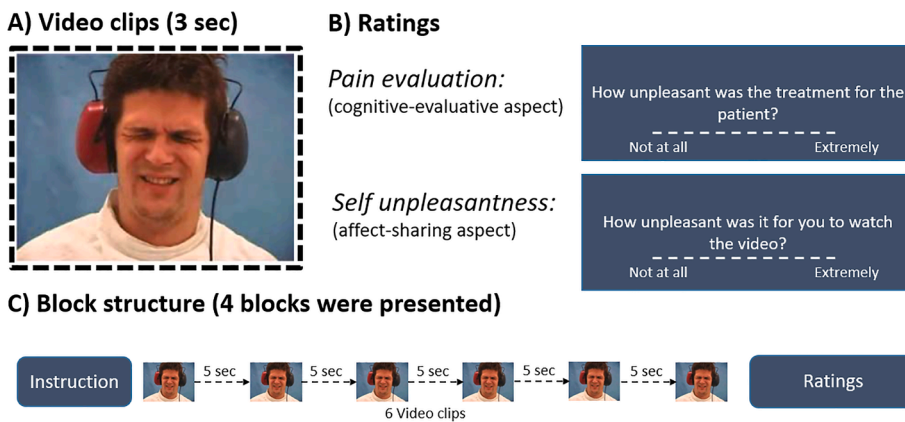 A) Video clips (3 sec)
B) Ratings
Pain evaluation:
(cognitive-evaluative aspect)
How unpleasant was the treatment for the
patient?
Not at all
Extremely
Self unpleasantness:
(affect-sharing aspect)
How unpleasant was it for you to watch
the video?
Not at all
Extremely
C) Block structure (4 blocks were presented)
Instruction
5 sec
5 sec
5 sec
5 sec
5 sec
Ratings
6 Video clips